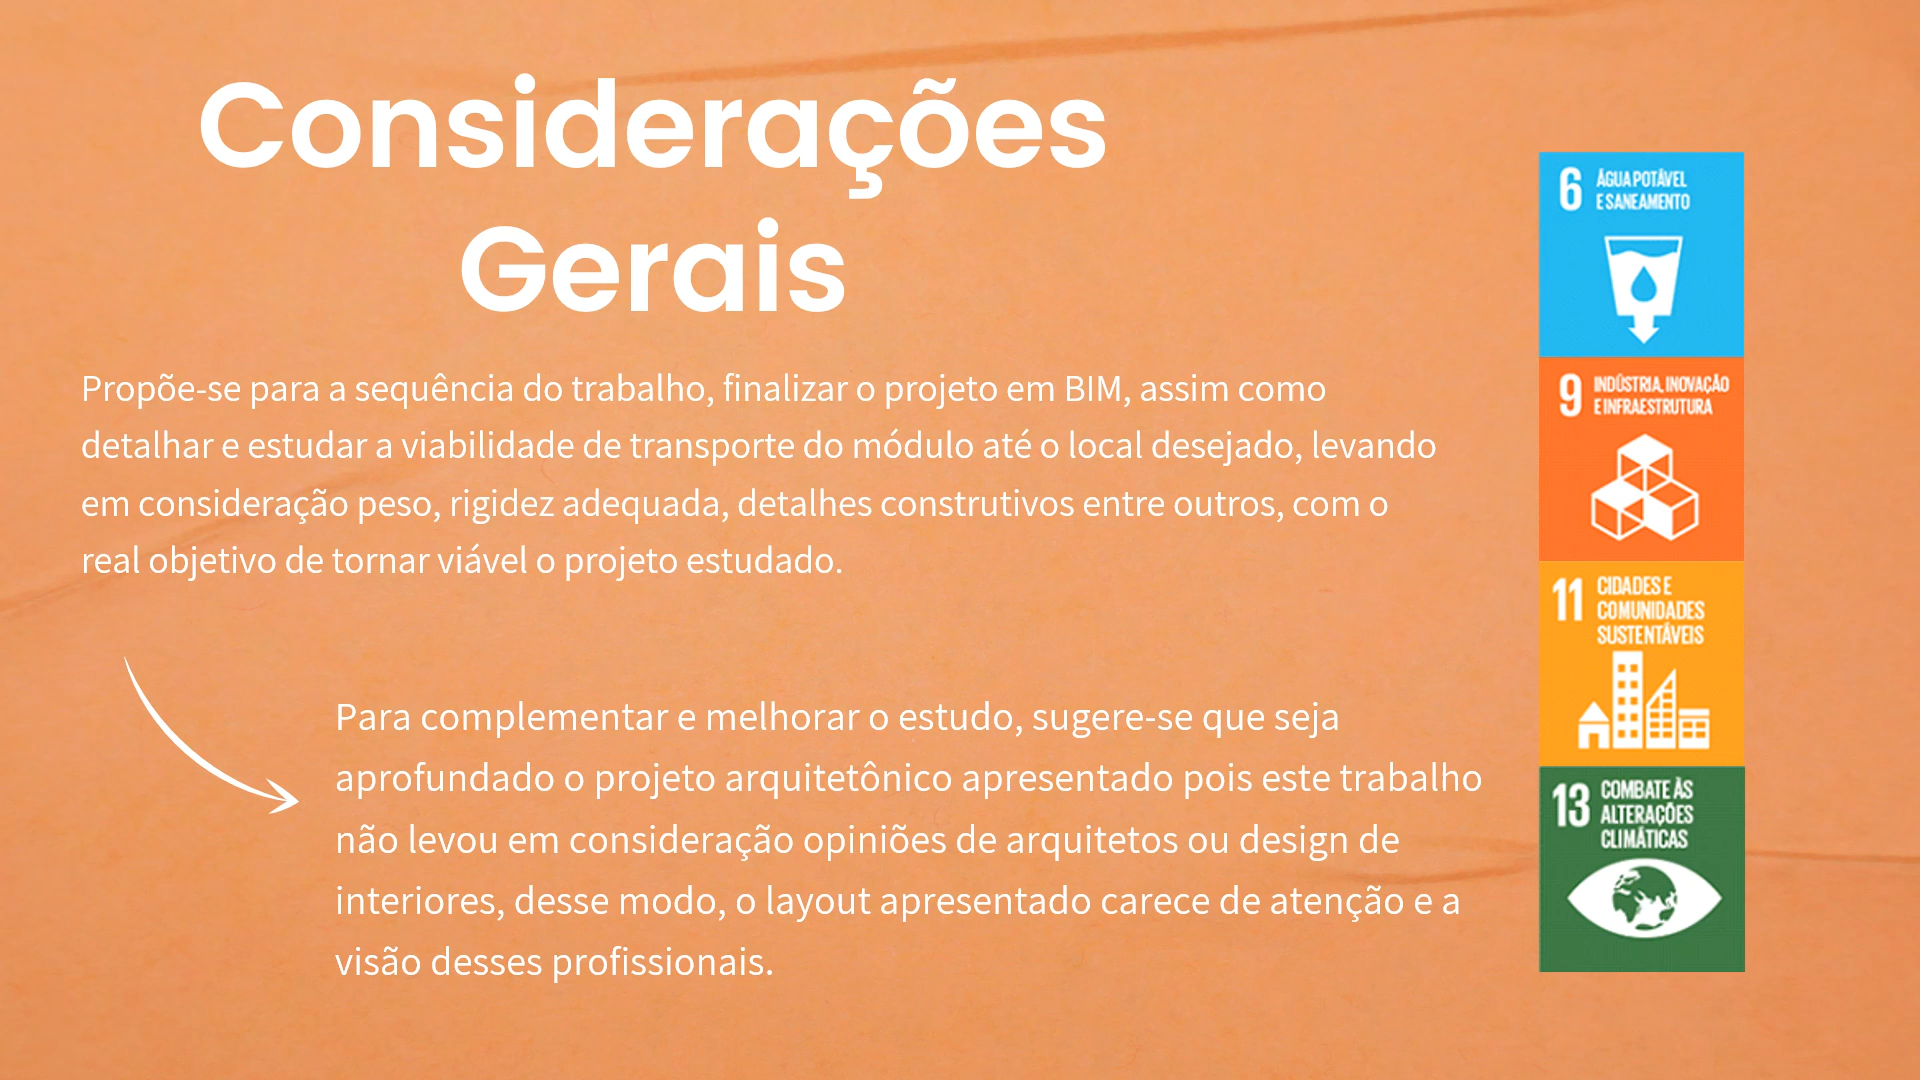 Considerações
Gerais
Propõe-se para a sequência do trabalho, finalizar o projeto em BIM, assim como
detalhar e estudar a viabilidade de transporte do módulo até o local desejado, levando
em consideração peso, rigidez adequada, detalhes construtivos entre outros, com o
real objetivo de tornar viável o projeto estudado.
Para complementar e melhorar o estudo, sugere-se que seja
aprofundado o projeto arquitetônico apresentado pois este trabalho
não levou em consideração opiniões de arquitetos ou design de
interiores, desse modo, o layout apresentado carece de atenção e a
visão desses profissionais.
6 ÁGUA POTÁVEL
E SANEAMENTO
9 INDÚSTRIA, INOVAÇÃO
E INFRAESTRUTURA
11 CIDADES E
COMUNIDADES
SUSTENTÁVEIS
13 COMBATE ÀS
ALTERAÇÕES
CLIMÁTICAS